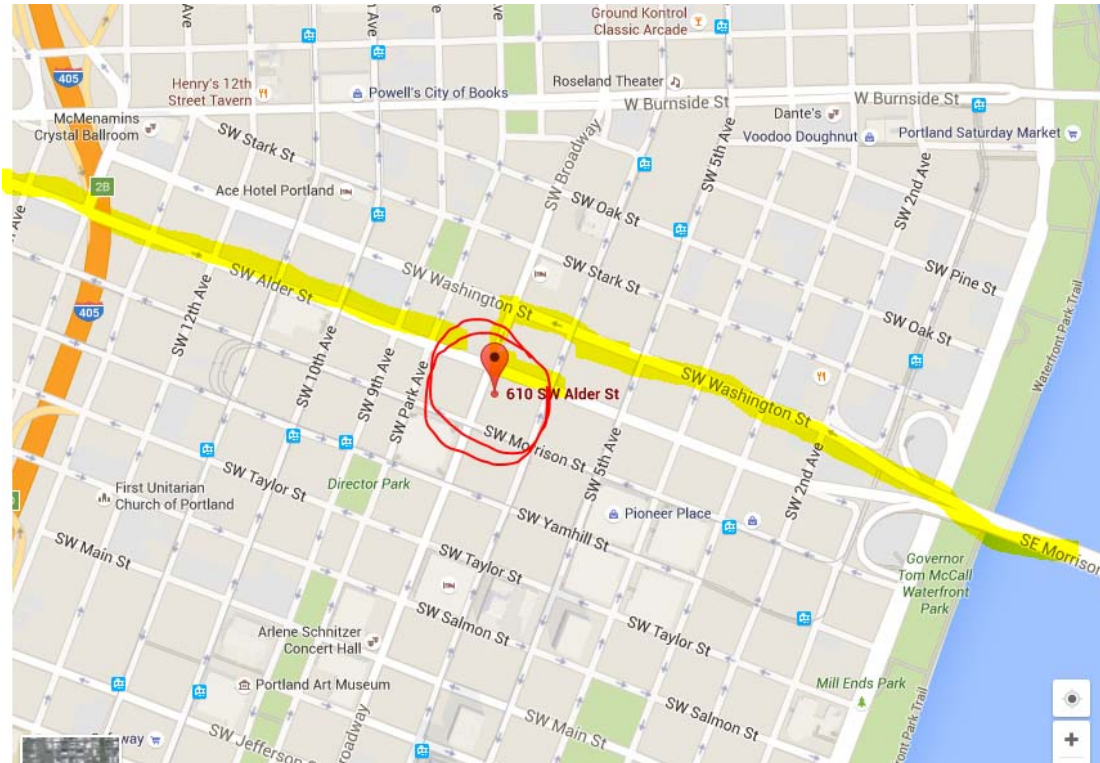 Ground Kontrol
Classic Arcade
405
Henry's 12th
Street Tavern
Powell's City of Books
Roseland Theater
W Burnside St
W Burnside St
McMenamins
Crystal Ballroom
Dante's
Voodoo Doughnut
Portland Saturday Market
SW Stark St
SW Broadway
SW 5th Ave
SW 2nd Ave
2B
Ace Hotel Portland
SW Oak St
SW Alder St
SW Washington St
SW Stark St
SW Pine St
405
SW 12th Ave
SW Oak St
Waterfront Park Trail
SW 10th Ave
SW 9th Ave
SW Park Ave
610 SW Alder St
SW Washington St
SW Morrison St
SW 5th Ave
SW 2nd Ave
SW Taylor St
Director Park
First Unitarian
Church of Portland
Pioneer Place
SW Yamhill St
SE Morrison
SW Main St
SW Taylor St
Governor
Tom McCall
Waterfront
Park
Arlene Schnitzer
Concert Hall
SW Salmon St
SW Taylor St
Portland Art Museum
Mill Ends Park
SW Salmon St
SW Main St
SW Jefferson St
roadway
front Park Trail
+